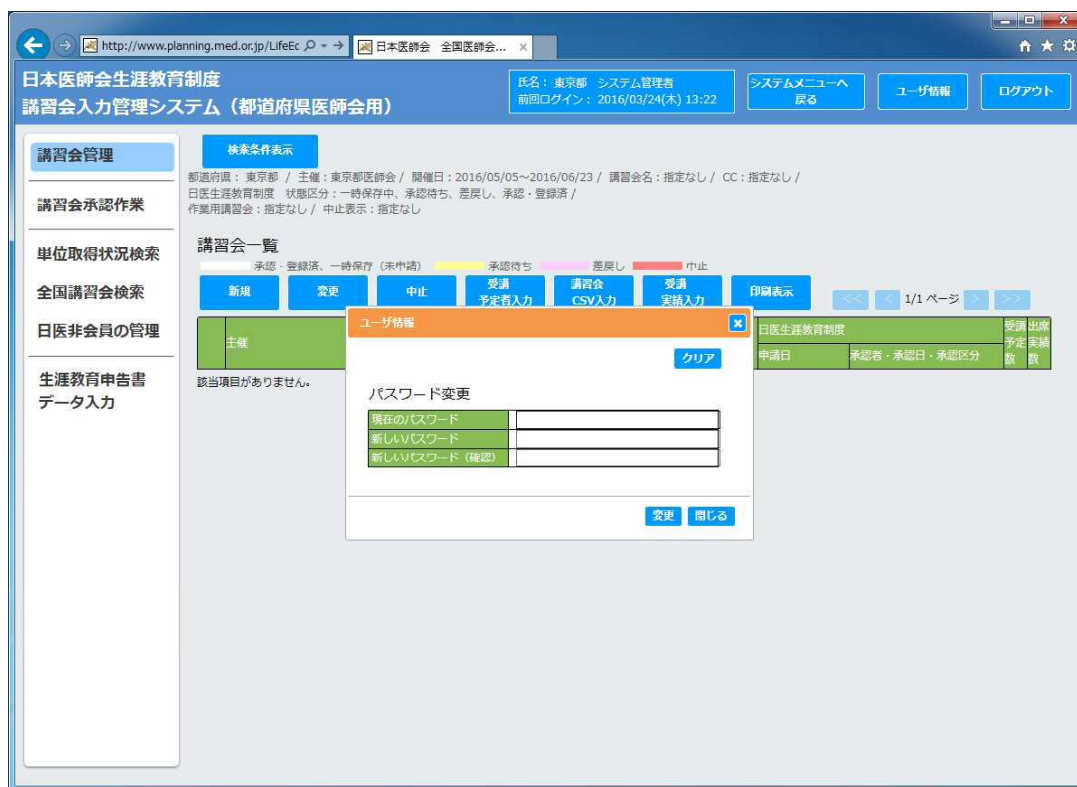 http://www.planning.med.or.jp/LifeEc
日本医師会 全国医師会...
日本医師会生涯教育制度
講習会入力管理システム（都道府県医師会用）
氏名： 東京都 システム管理者
前回ログイン： 2016/03/24(木) 13:22
システムメニューへ
戻る
ユーザ情報
ログアウト
講習会管理
講習会承認作業
単位取得状況検索
全国講習会検索
日医非会員の管理
生涯教育申告書
データ入力
検索条件表示
都道府県： 東京都 / 主催：東京都医師会 / 開催日：2016/05/05～2016/06/23 / 講習会名：指定なし / CC：指定なし /
日医生涯教育制度 状態区分：一時保存中、承認待ち、差戻し、承認・登録済 /
作業用講習会：指定なし / 中止表示：指定なし
講習会一覧
承認・登録済、一時保存（未申請） 承認待ち 差戻し 中止
新規
変更
中止
受講
予定者入力
講習会
CSV入力
受講
実績入力
印刷表示
<< < 1/1 ページ > >>
主催
日医生涯教育制度
申請日
承認者・承認日・承認区分
受講
予定
数
出席
実績
数
該当項目がありません。
ユーザ情報
クリア
パスワード変更
現在のパスワード
新しいパスワード
新しいパスワード（確認）
変更
閉じる